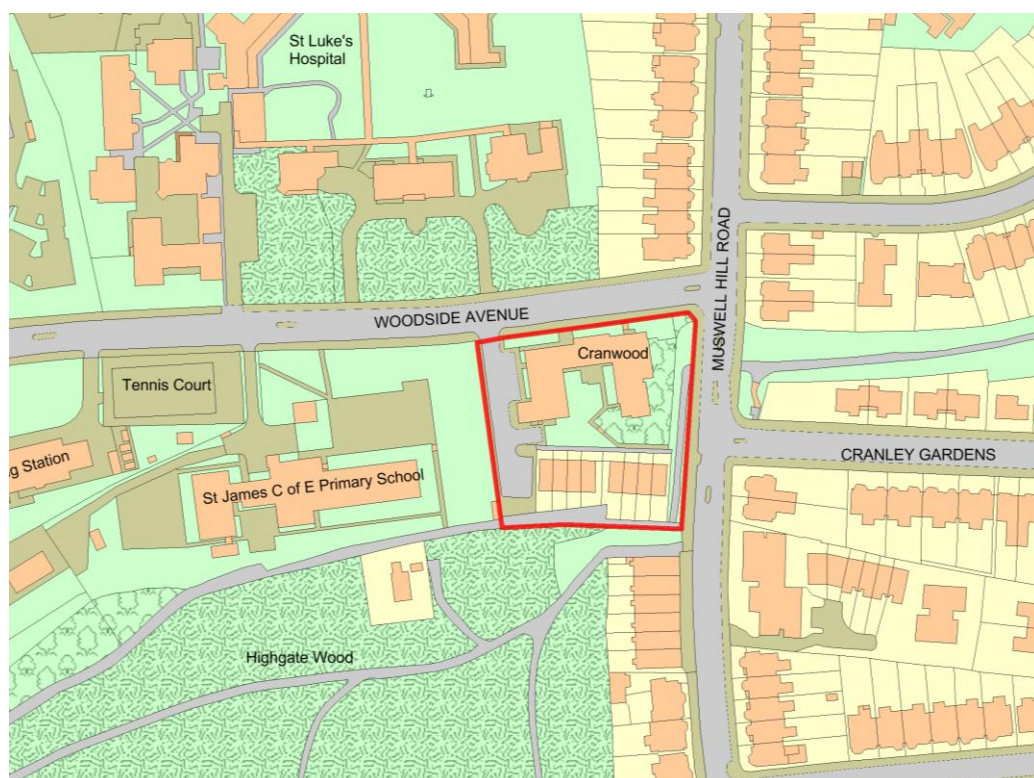 St Luke's
Hospital
MUSWELL HILL ROAD
WOODSIDE AVENUE
Cranwood
Tennis Court
CRANLEY GARDENS
g Station
St James C of E Primary School
Highgate Wood